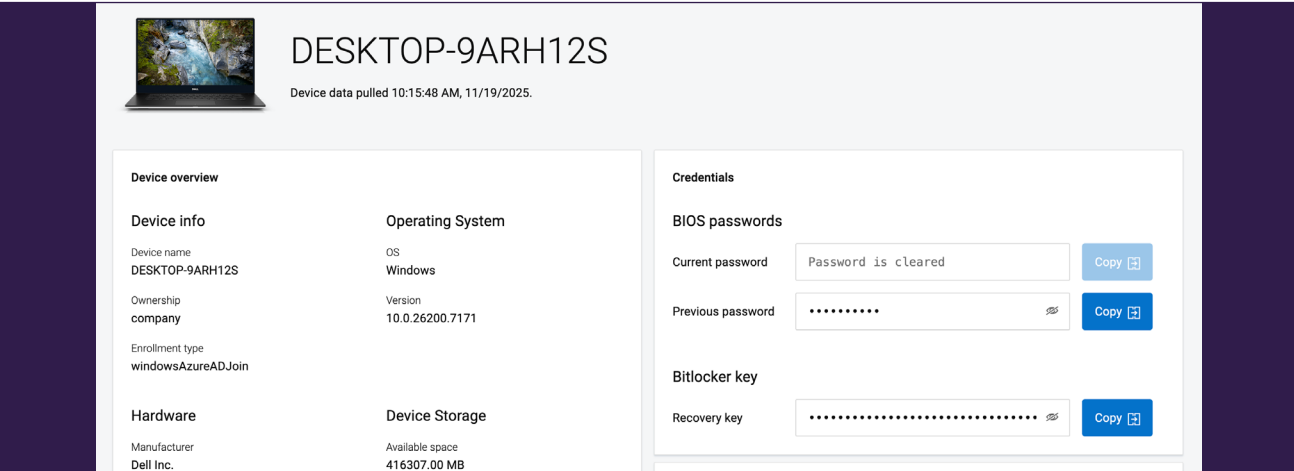 DESKTOP-9ARH12S
Device data pulled 10:15:48 AM, 11/19/2025.
Device overview
Device info
Device name
DESKTOP-9ARH12S
Ownership
company
Enrollment type
windowsAzureADJoin
Operating System
OS
Windows
Version
10.0.26200.7171
Hardware
Manufacturer
Dell Inc.
Device Storage
Available space
416307.00 MB
Credentials
BIOS passwords
Current password
Password is cleared
Copy
Previous password
••••••••••
Copy
Bitlocker key
Recovery key
Copy